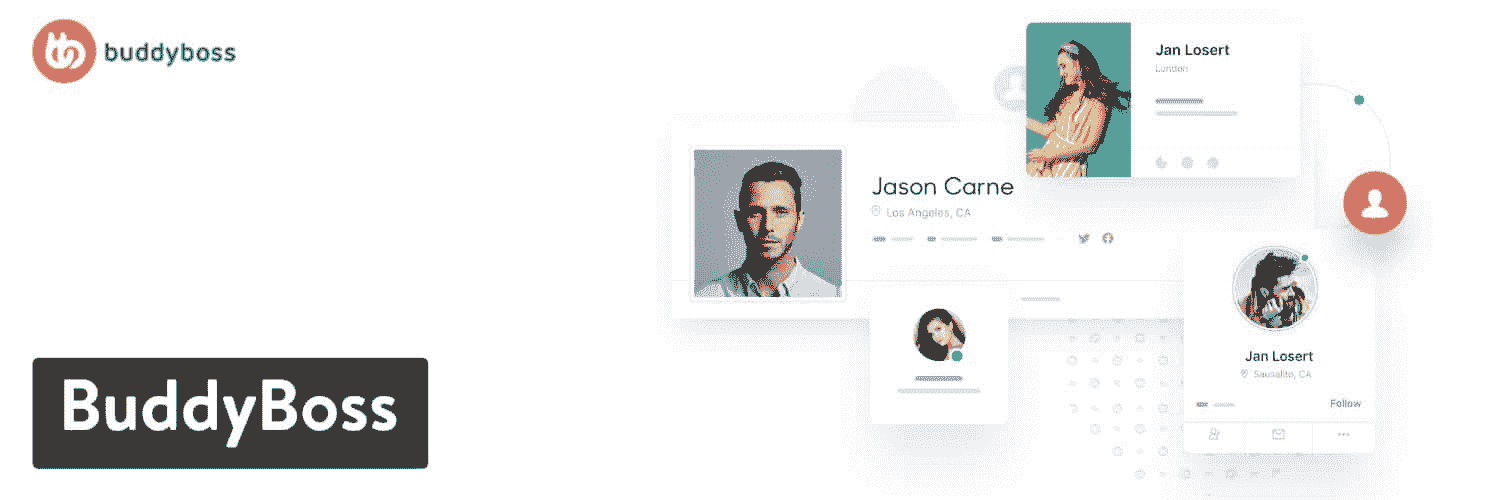 buddyboss
BuddyBoss
Jason Carne
Los Angeles, CA
Jan Losert
London
Jan Losert
Sausalito, CA
Follow